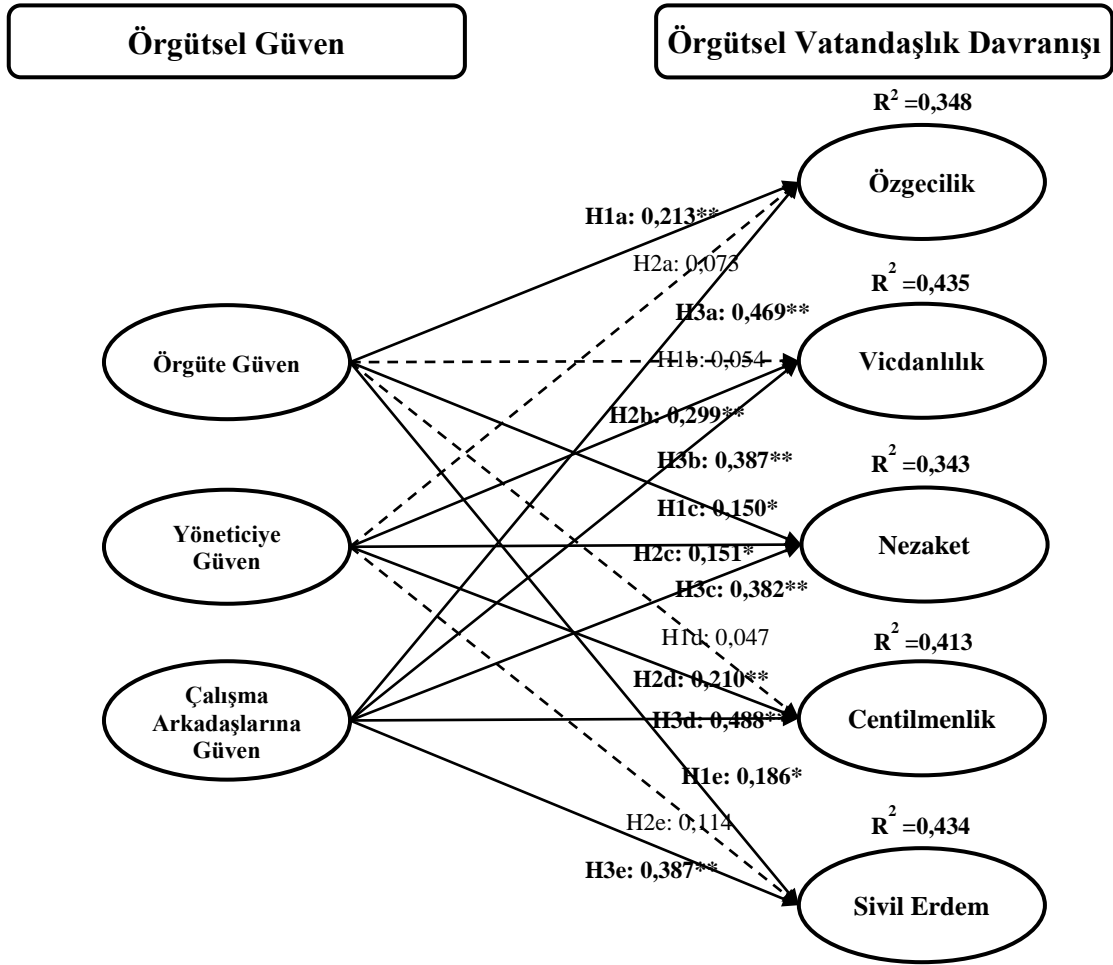 Örgütsel Güven
Örgütsel Vatandaşlık Davranışı
R² =0,348
Özgecilik
H1a: 0,213**
H2a: 0,073
R² =0,435
H3a: 0,469**
Örgüte Güven
H1b: 0,054
Vicdanlılık
H2b: 0,299**
H3b: 0,387**
R² =0,343
H1c: 0,150*
Yöneticiye
Güven
Nezaket
H2c: 0,151*
H3c: 0,382**
H1d: 0,047
R² =0,413
H2d: 0,210**
Çalışma
Arkadaşlarına
Güven
H3d: 0,488**
Centilmenlik
H1e: 0,186*
H2e: 0,114
R² =0,434
H3e: 0,387**
Sivil Erdem